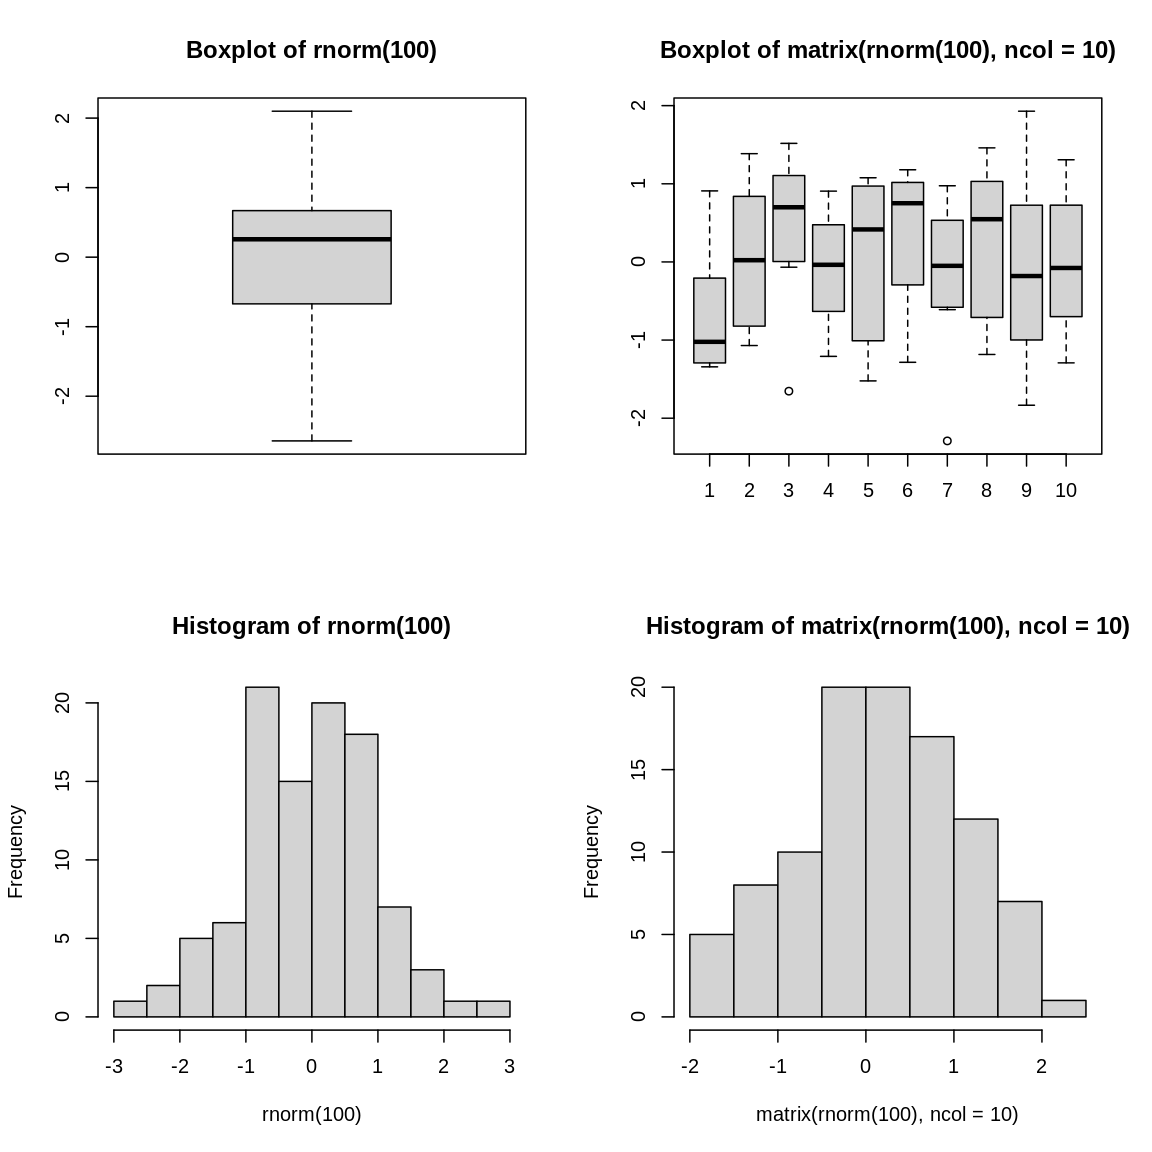 Boxplot of rnorm(100)
2
1
0
-1
-2
Boxplot of matrix(rnorm(100), ncol = 10)
2
1
0
-1
-2
1 2 3 4 5 6 7 8 9 10
Histogram of rnorm(100)
Frequency
20
15
10
5
0
-3 -2 -1 0 1 2 3
rnorm(100)
Histogram of matrix(rnorm(100), ncol = 10)
Frequency
20
15
10
5
0
-2 -1 0 1 2
matrix(rnorm(100), ncol = 10)